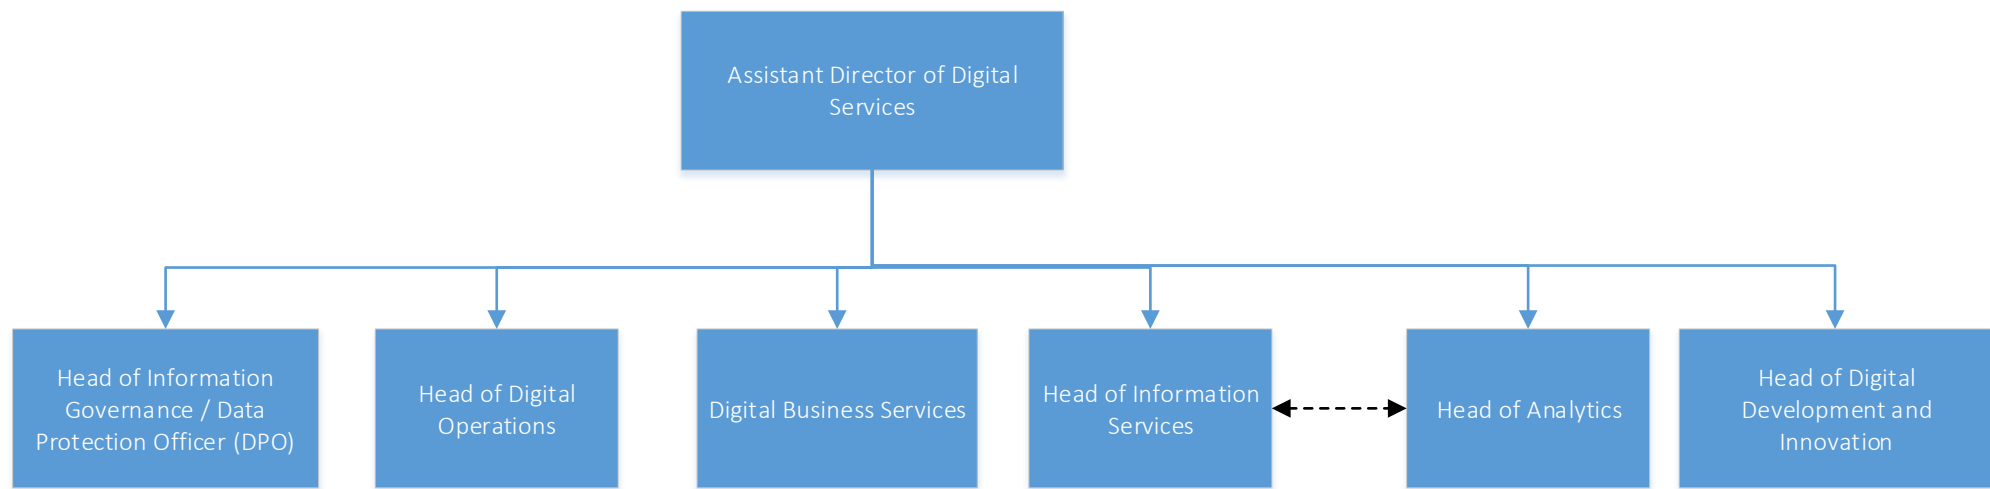 Assistant Director of Digital
Services
Head of Information
Governance / Data
Protection Officer (DPO)
Head of Digital
Operations
Digital Business Services
Head of Information
Services
Head of Analytics
Head of Digital
Development and
Innovation